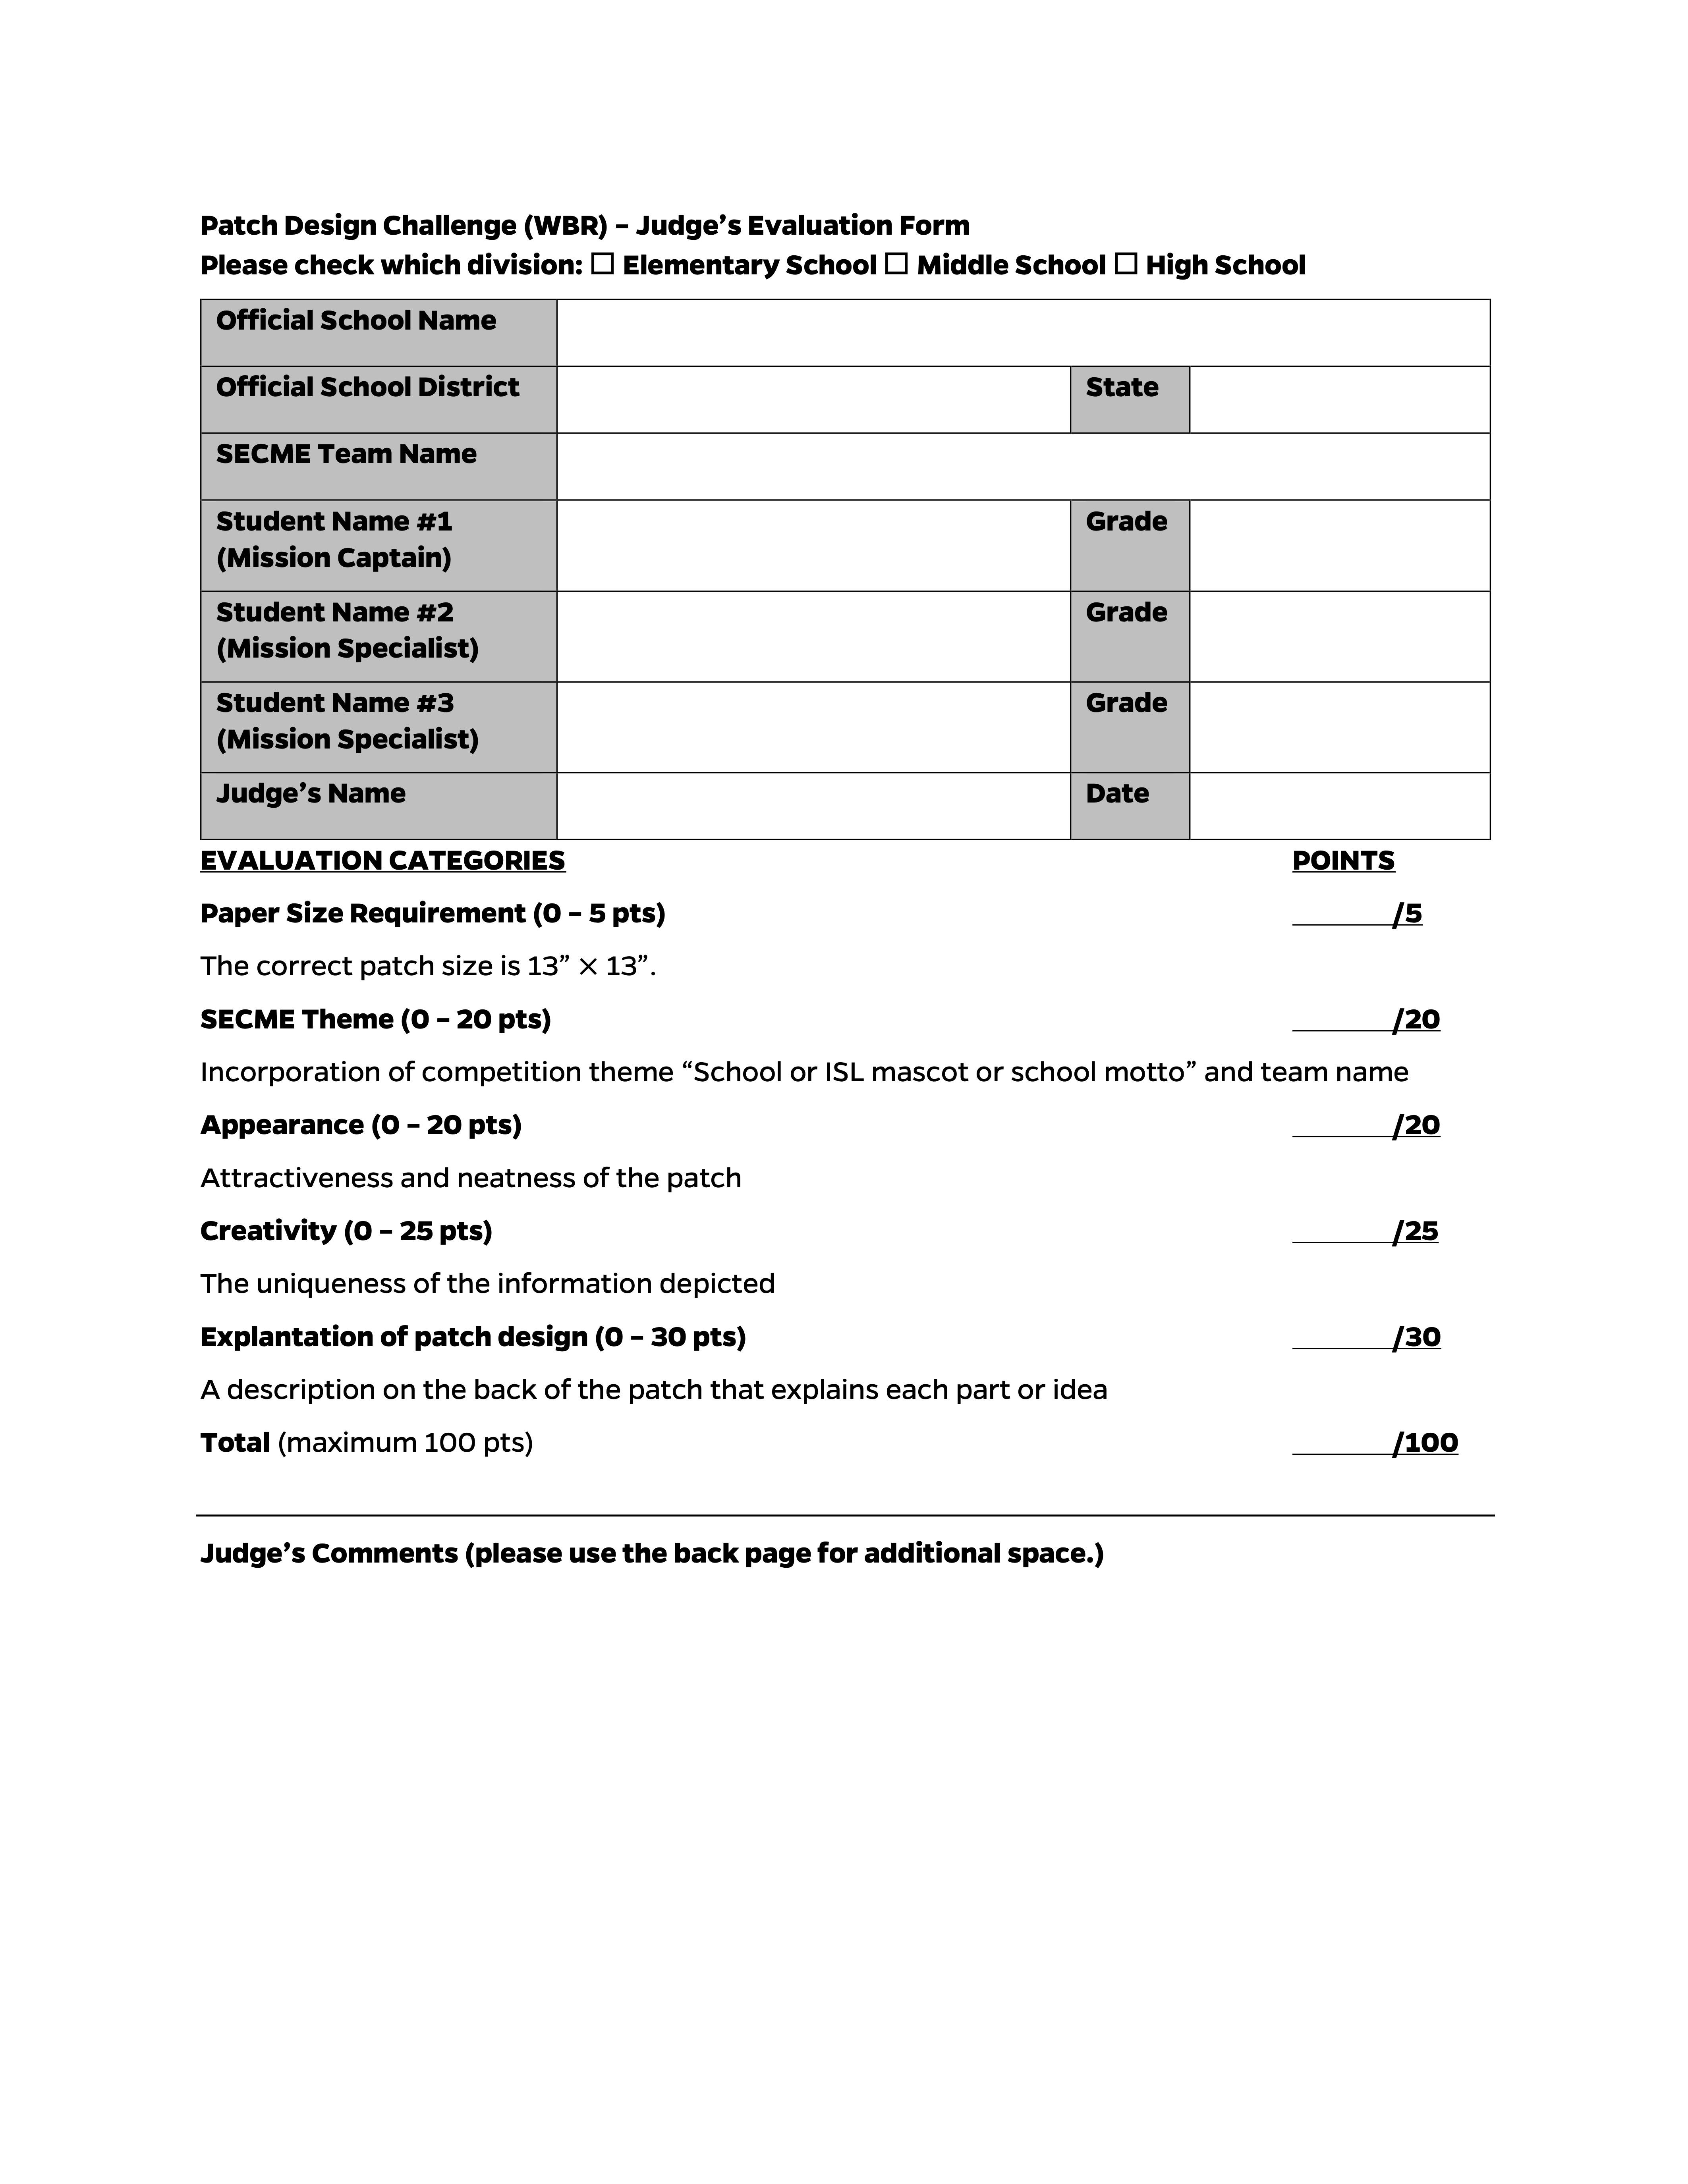 Patch Design Challenge (WBR) – Judge’s Evaluation Form
Please check which division: ☐ Elementary School ☐ Middle School ☐ High School
Official School Name
Official School District State
SECME Team Name
Student Name #1 Grade
(Mission Captain)
Student Name #2 Grade
(Mission Specialist)
Student Name #3 Grade
(Mission Specialist)
Judge’s Name Date
EVALUATION CATEGORIES POINTS
Paper Size Requirement (0 – 5 pts) _______/5
The correct patch size is 13” × 13”.
SECME Theme (0 – 20 pts) _______/20
Incorporation of competition theme “School or ISL mascot or school motto” and team name
Appearance (0 – 20 pts) _______/20
Attractiveness and neatness of the patch
Creativity (0 – 25 pts) _______/25
The uniqueness of the information depicted
Explantation of patch design (0 – 30 pts) _______/30
A description on the back of the patch that explains each part or idea
Total (maximum 100 pts) _______/100
Judge’s Comments (please use the back page for additional space.)